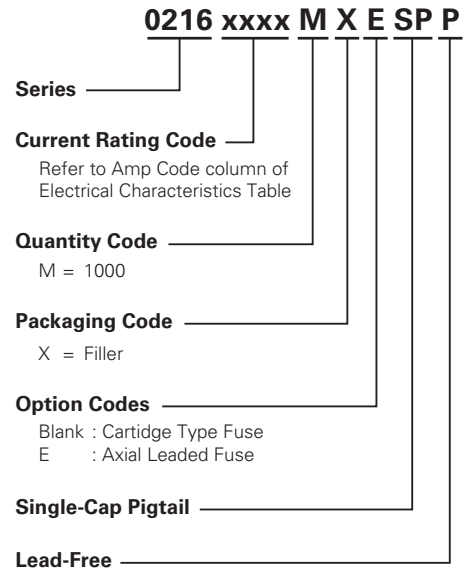 0216 xxxx M X E SP P
Series
Current Rating Code
Refer to Amp Code column of
Electrical Characteristics Table
Quantity Code
M = 1000
Packaging Code
X = Filler
Option Codes
Blank : Cartidge Type Fuse
E : Axial Leaded Fuse
Single-Cap Pigtail
Lead-Free